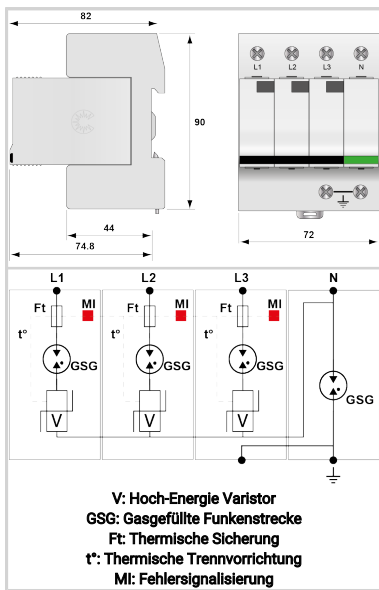 82
L1 L2 L3 N
90
44
74.8
72
L1 L2 L3 N
Ft MI Ft MI Ft MI
t° t° t°
GSG GSG GSG
GSG
V V V
V: Hoch-Energie Varistor
GSG: Gasgefüllte Funkenstrecke
Ft: Thermische Sicherung
t°: Thermische Trennvorrichtung
MI: Fehlersignalisierung